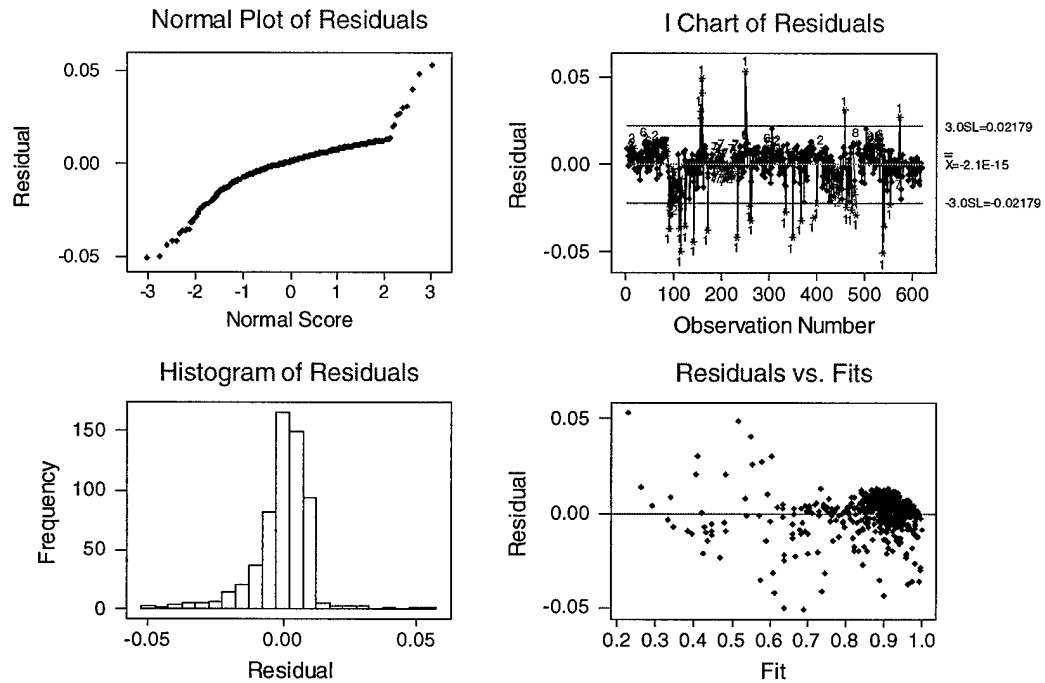 Normal Plot of Residuals
0.05
0.00
-0.05
Residual
-3 -2 -1 0 1 2 3
Normal Score
I Chart of Residuals
0.05
0.00
-0.05
Residual
3.0SL=0.02179
X=-2.1E-15
-3.0SL=-0.02179
0 100 200 300 400 500 600
Observation Number
Histogram of Residuals
150
100
50
0
Frequency
-0.05 0.00 0.05
Residual
Residuals vs. Fits
0.05
0.00
-0.05
Residual
0.2 0.3 0.4 0.5 0.6 0.7 0.8 0.9 1.0
Fit